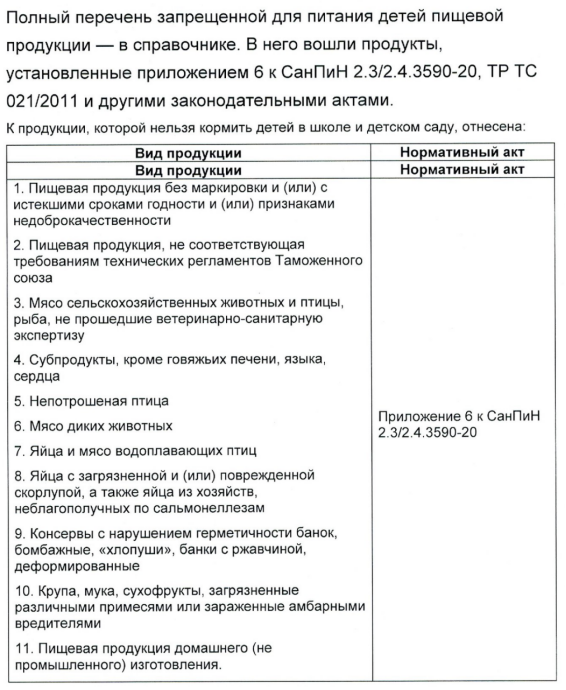 Полный перечень запрещенной для питания детей пищевой
продукции — в справочнике. В него вошли продукты,
установленные приложением 6 к СанПиН 2.3/2.4.3590-20, ТР ТС
021/2011 и другими законодательными актами.
К продукции, которой нельзя кормить детей в школе и детском саду, отнесена:
Вид продукции Нормативный акт
Вид продукции Нормативный акт
1. Пищевая продукция без маркировки и (или) с
истекшими сроками годности и (или) признаками
недоброкачественности
2. Пищевая продукция, не соответствующая
требованиям технических регламентов Таможенного
союза
3. Мясо сельскохозяйственных животных и птицы,
рыба, не прошедшие ветеринарно-санитарную
экспертизу
4. Субпродукты, кроме говяжьих печени, языка,
сердца
5. Непотрошеная птица
6. Мясо диких животных
7. Яйца и мясо водоплавающих птиц
8. Яйца с загрязненной и (или) поврежденной
скорлупой, а также яйца из хозяйств,
неблагополучных по сальмонеллезам
9. Консервы с нарушением герметичности банок,
бомбажные, «хлопуши», банки с ржавчиной,
деформированные
10. Крупа, мука, сухофрукты, загрязненные
различными примесями или зараженные амбарными
вредителями
11. Пищевая продукция домашнего (не
промышленного) изготовления.
Приложение 6 к СанПиН
2.3/2.4.3590-20